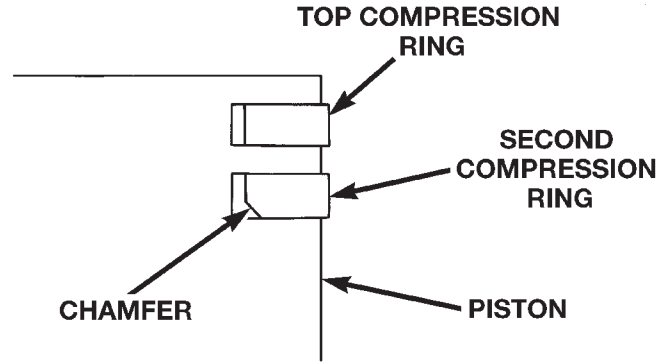 TOP COMPRESSION
RING
SECOND
COMPRESSION
RING
CHAMFER
PISTON